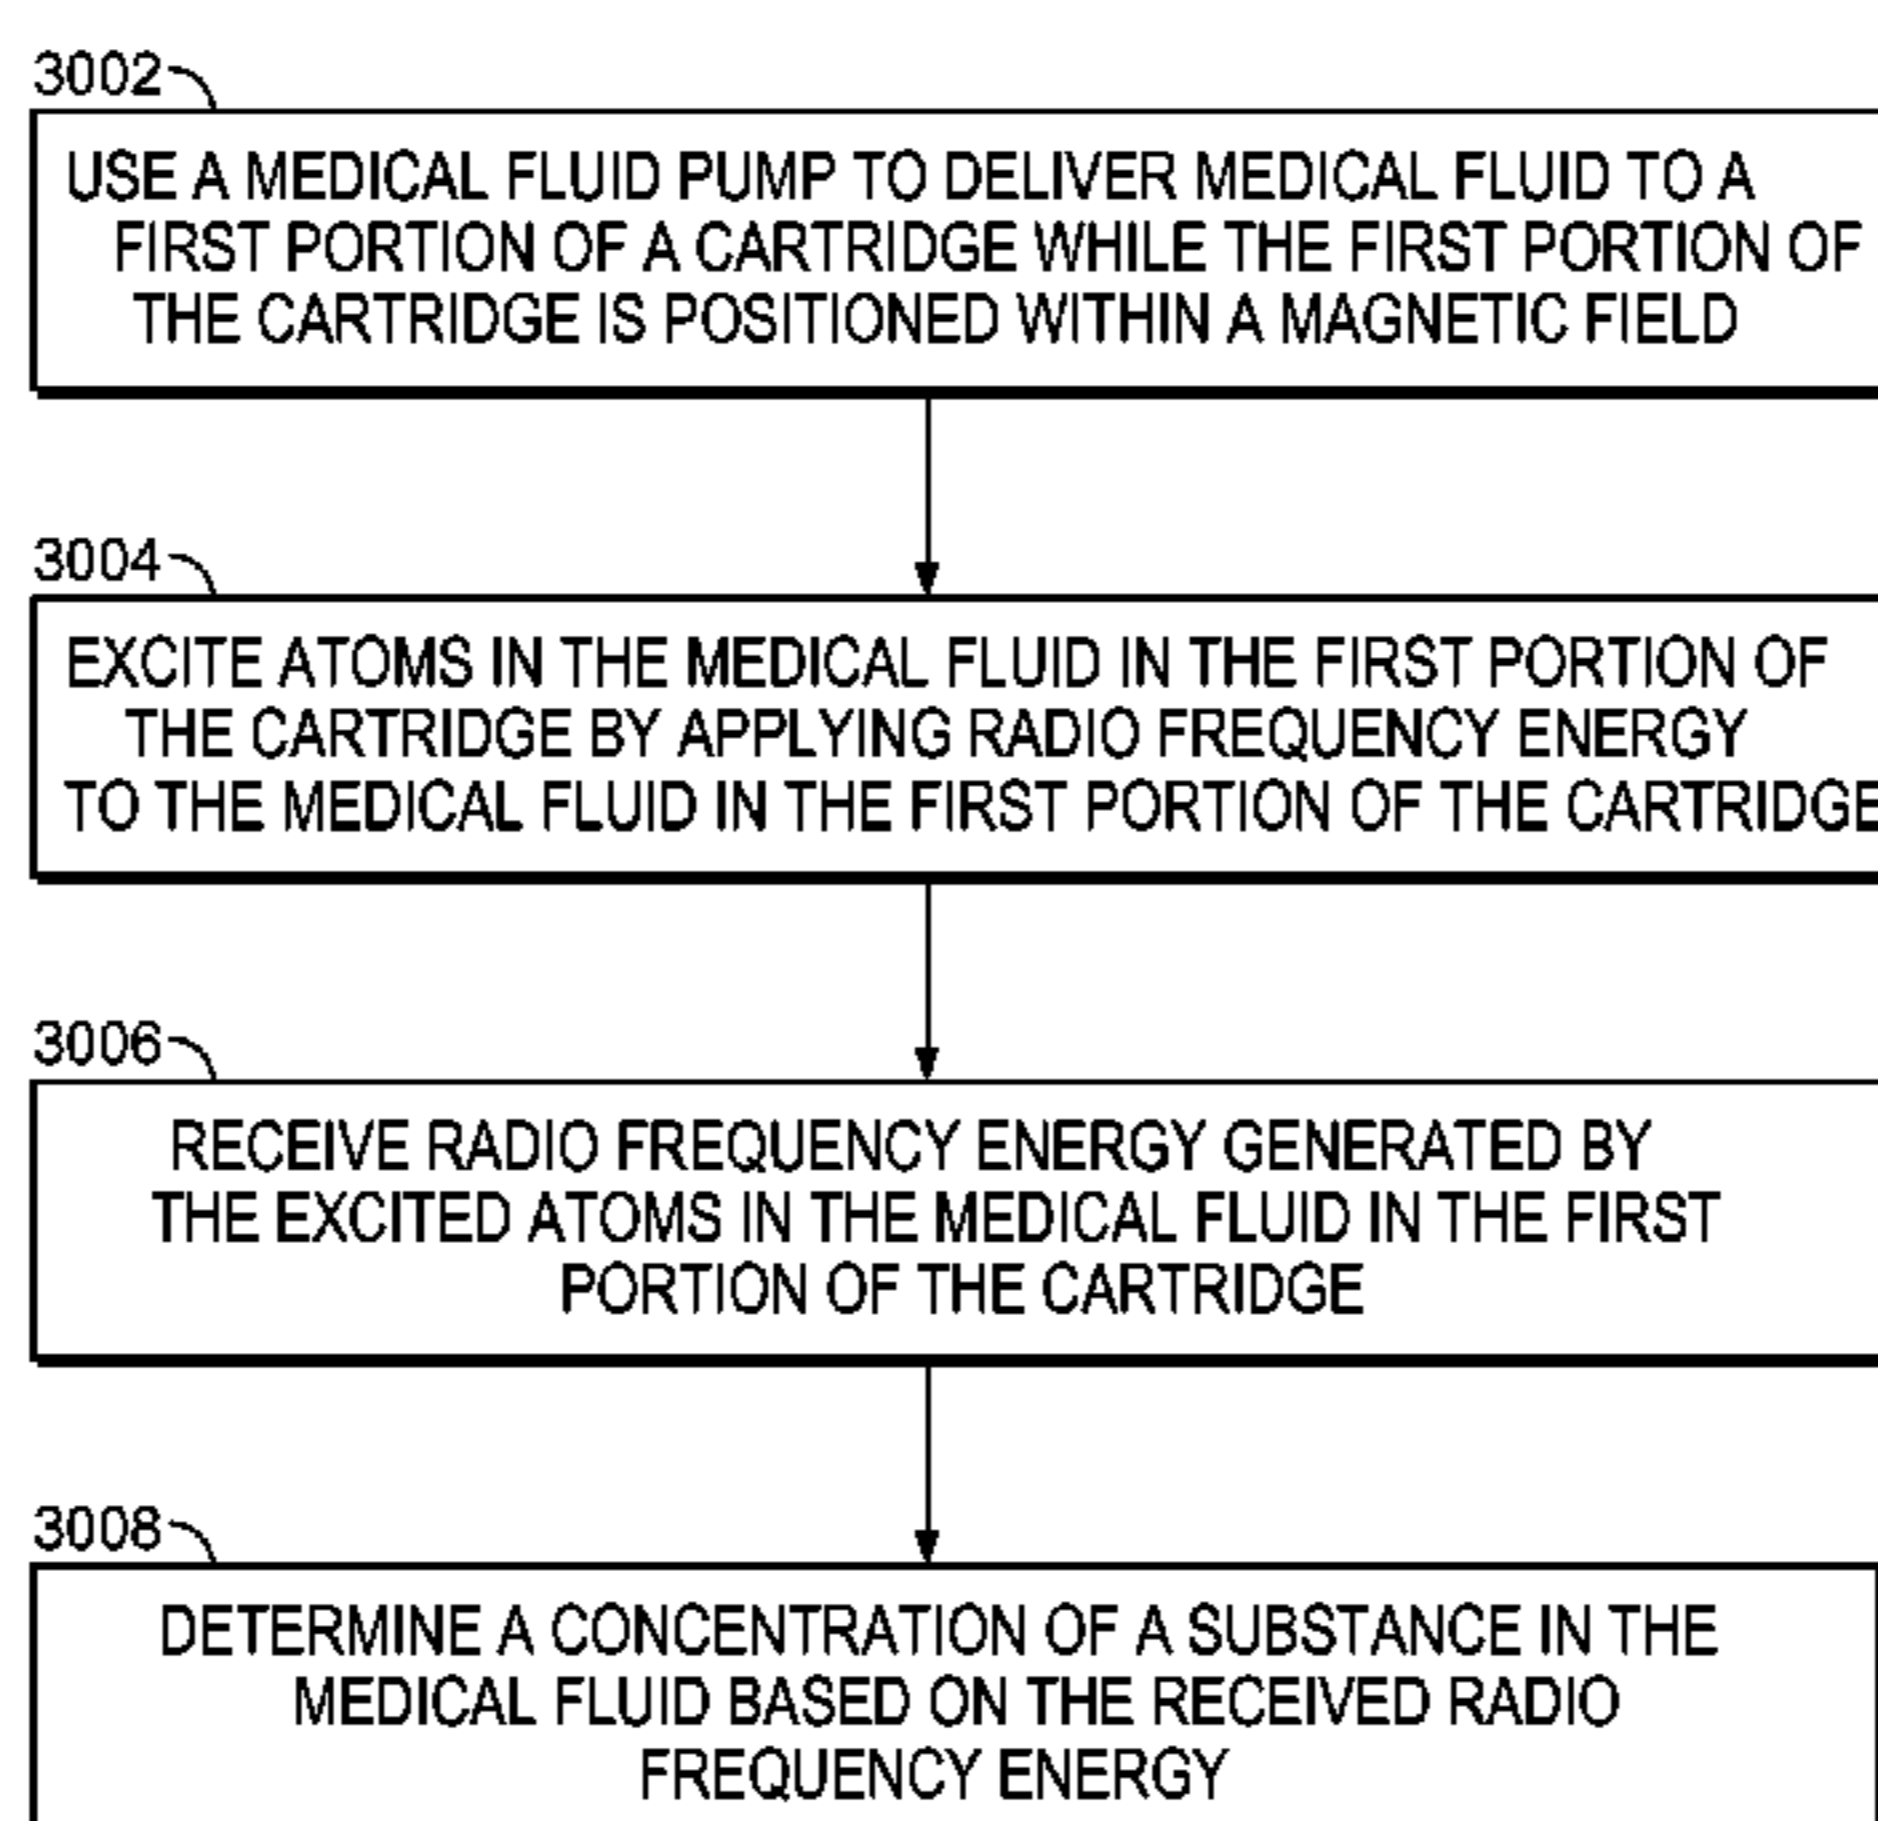 3002
USE A MEDICAL FLUID PUMP TO DELIVER MEDICAL FLUID TO A
FIRST PORTION OF A CARTRIDGE WHILE THE FIRST PORTION OF
THE CARTRIDGE IS POSITIONED WITHIN A MAGNETIC FIELD
3004
EXCITE ATOMS IN THE MEDICAL FLUID IN THE FIRST PORTION OF
THE CARTRIDGE BY APPLYING RADIO FREQUENCY ENERGY
TO THE MEDICAL FLUID IN THE FIRST PORTION OF THE CARTRIDGE
3006
RECEIVE RADIO FREQUENCY ENERGY GENERATED BY
THE EXCITED ATOMS IN THE MEDICAL FLUID IN THE FIRST
PORTION OF THE CARTRIDGE
3008
DETERMINE A CONCENTRATION OF A SUBSTANCE IN THE
MEDICAL FLUID BASED ON THE RECEIVED RADIO
FREQUENCY ENERGY